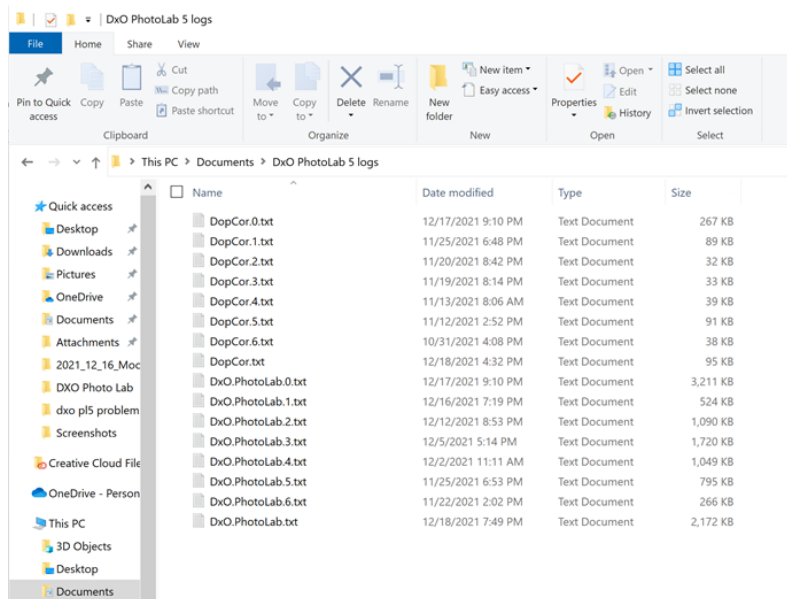 DxO PhotoLab 5 logs
File Home Share View
Pin to Quick access
Copy
Paste
Cut
Copy path
Paste shortcut
Clipboard
Move to
Copy to
Delete
Rename
Organize
New folder
New item
Easy access
New
Properties
Open
Edit
History
Open
Select all
Select none
Invert selection
Select
This PC > Documents > DxO PhotoLab 5 logs
Quick access
Desktop
Downloads
Pictures
OneDrive
Documents
Attachments
2021_12_16_Moc
DXO Photo Lab
dxo pl5 problem
Screenshots
Creative Cloud File
OneDrive - Person
This PC
3D Objects
Desktop
Documents
Name Date modified Type Size
DopCor.0.txt 12/17/2021 9:10 PM Text Document 267 KB
DopCor.1.txt 11/25/2021 6:48 PM Text Document 89 KB
DopCor.2.txt 11/20/2021 8:42 PM Text Document 32 KB
DopCor.3.txt 11/19/2021 8:14 PM Text Document 33 KB
DopCor.4.txt 11/13/2021 8:06 AM Text Document 39 KB
DopCor.5.txt 11/12/2021 2:52 PM Text Document 91 KB
DopCor.6.txt 10/31/2021 4:08 PM Text Document 38 KB
DopCor.txt 12/18/2021 4:32 PM Text Document 95 KB
DxO.PhotoLab.0.txt 12/17/2021 9:10 PM Text Document 3,211 KB
DxO.PhotoLab.1.txt 12/16/2021 7:19 PM Text Document 524 KB
DxO.PhotoLab.2.txt 12/12/2021 8:53 PM Text Document 1,090 KB
DxO.PhotoLab.3.txt 12/5/2021 5:14 PM Text Document 1,720 KB
DxO.PhotoLab.4.txt 12/2/2021 11:11 AM Text Document 1,049 KB
DxO.PhotoLab.5.txt 11/25/2021 6:53 PM Text Document 795 KB
DxO.PhotoLab.6.txt 11/22/2021 2:02 PM Text Document 266 KB
DxO.PhotoLab.txt 12/18/2021 7:49 PM Text Document 2,172 KB